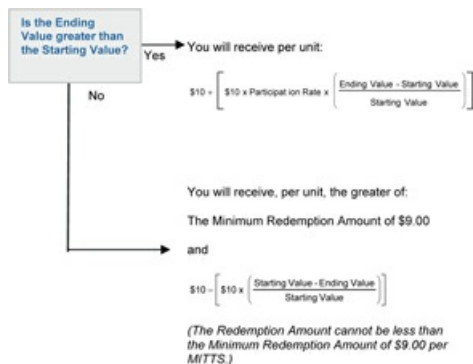 Is the Ending
Value greater than
the Starting Value?
Yes
You will receive per unit:
$10 + [ $10 x Participat ion Rate x ( Ending Value - Starting Value / Starting Value ) ]
No
You will receive, per unit, the greater of:
The Minimum Redemption Amount of $9.00
and
$10 – [ $10 x ( Starting Value - Ending Value / Starting Value ) ]
(The Redemption Amount cannot be less than
the Minimum Redemption Amount of $9.00 per
MITTS.)